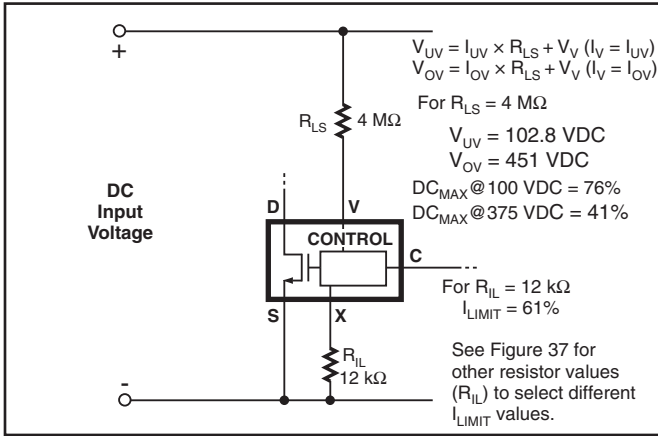 +
DC
Input
Voltage
-
R_LS 4 MΩ
D V
CONTROL
C
S X
R_IL
12 kΩ
V_UV = I_UV × R_LS + V_V (I_V = I_UV)
V_OV = I_OV × R_LS + V_V (I_V = I_OV)
For R_LS = 4 MΩ
V_UV = 102.8 VDC
V_OV = 451 VDC
DC_MAX@100 VDC = 76%
DC_MAX@375 VDC = 41%
For R_IL = 12 kΩ
I_LIMIT = 61%
See Figure 37 for
other resistor values
(R_IL) to select different
I_LIMIT values.